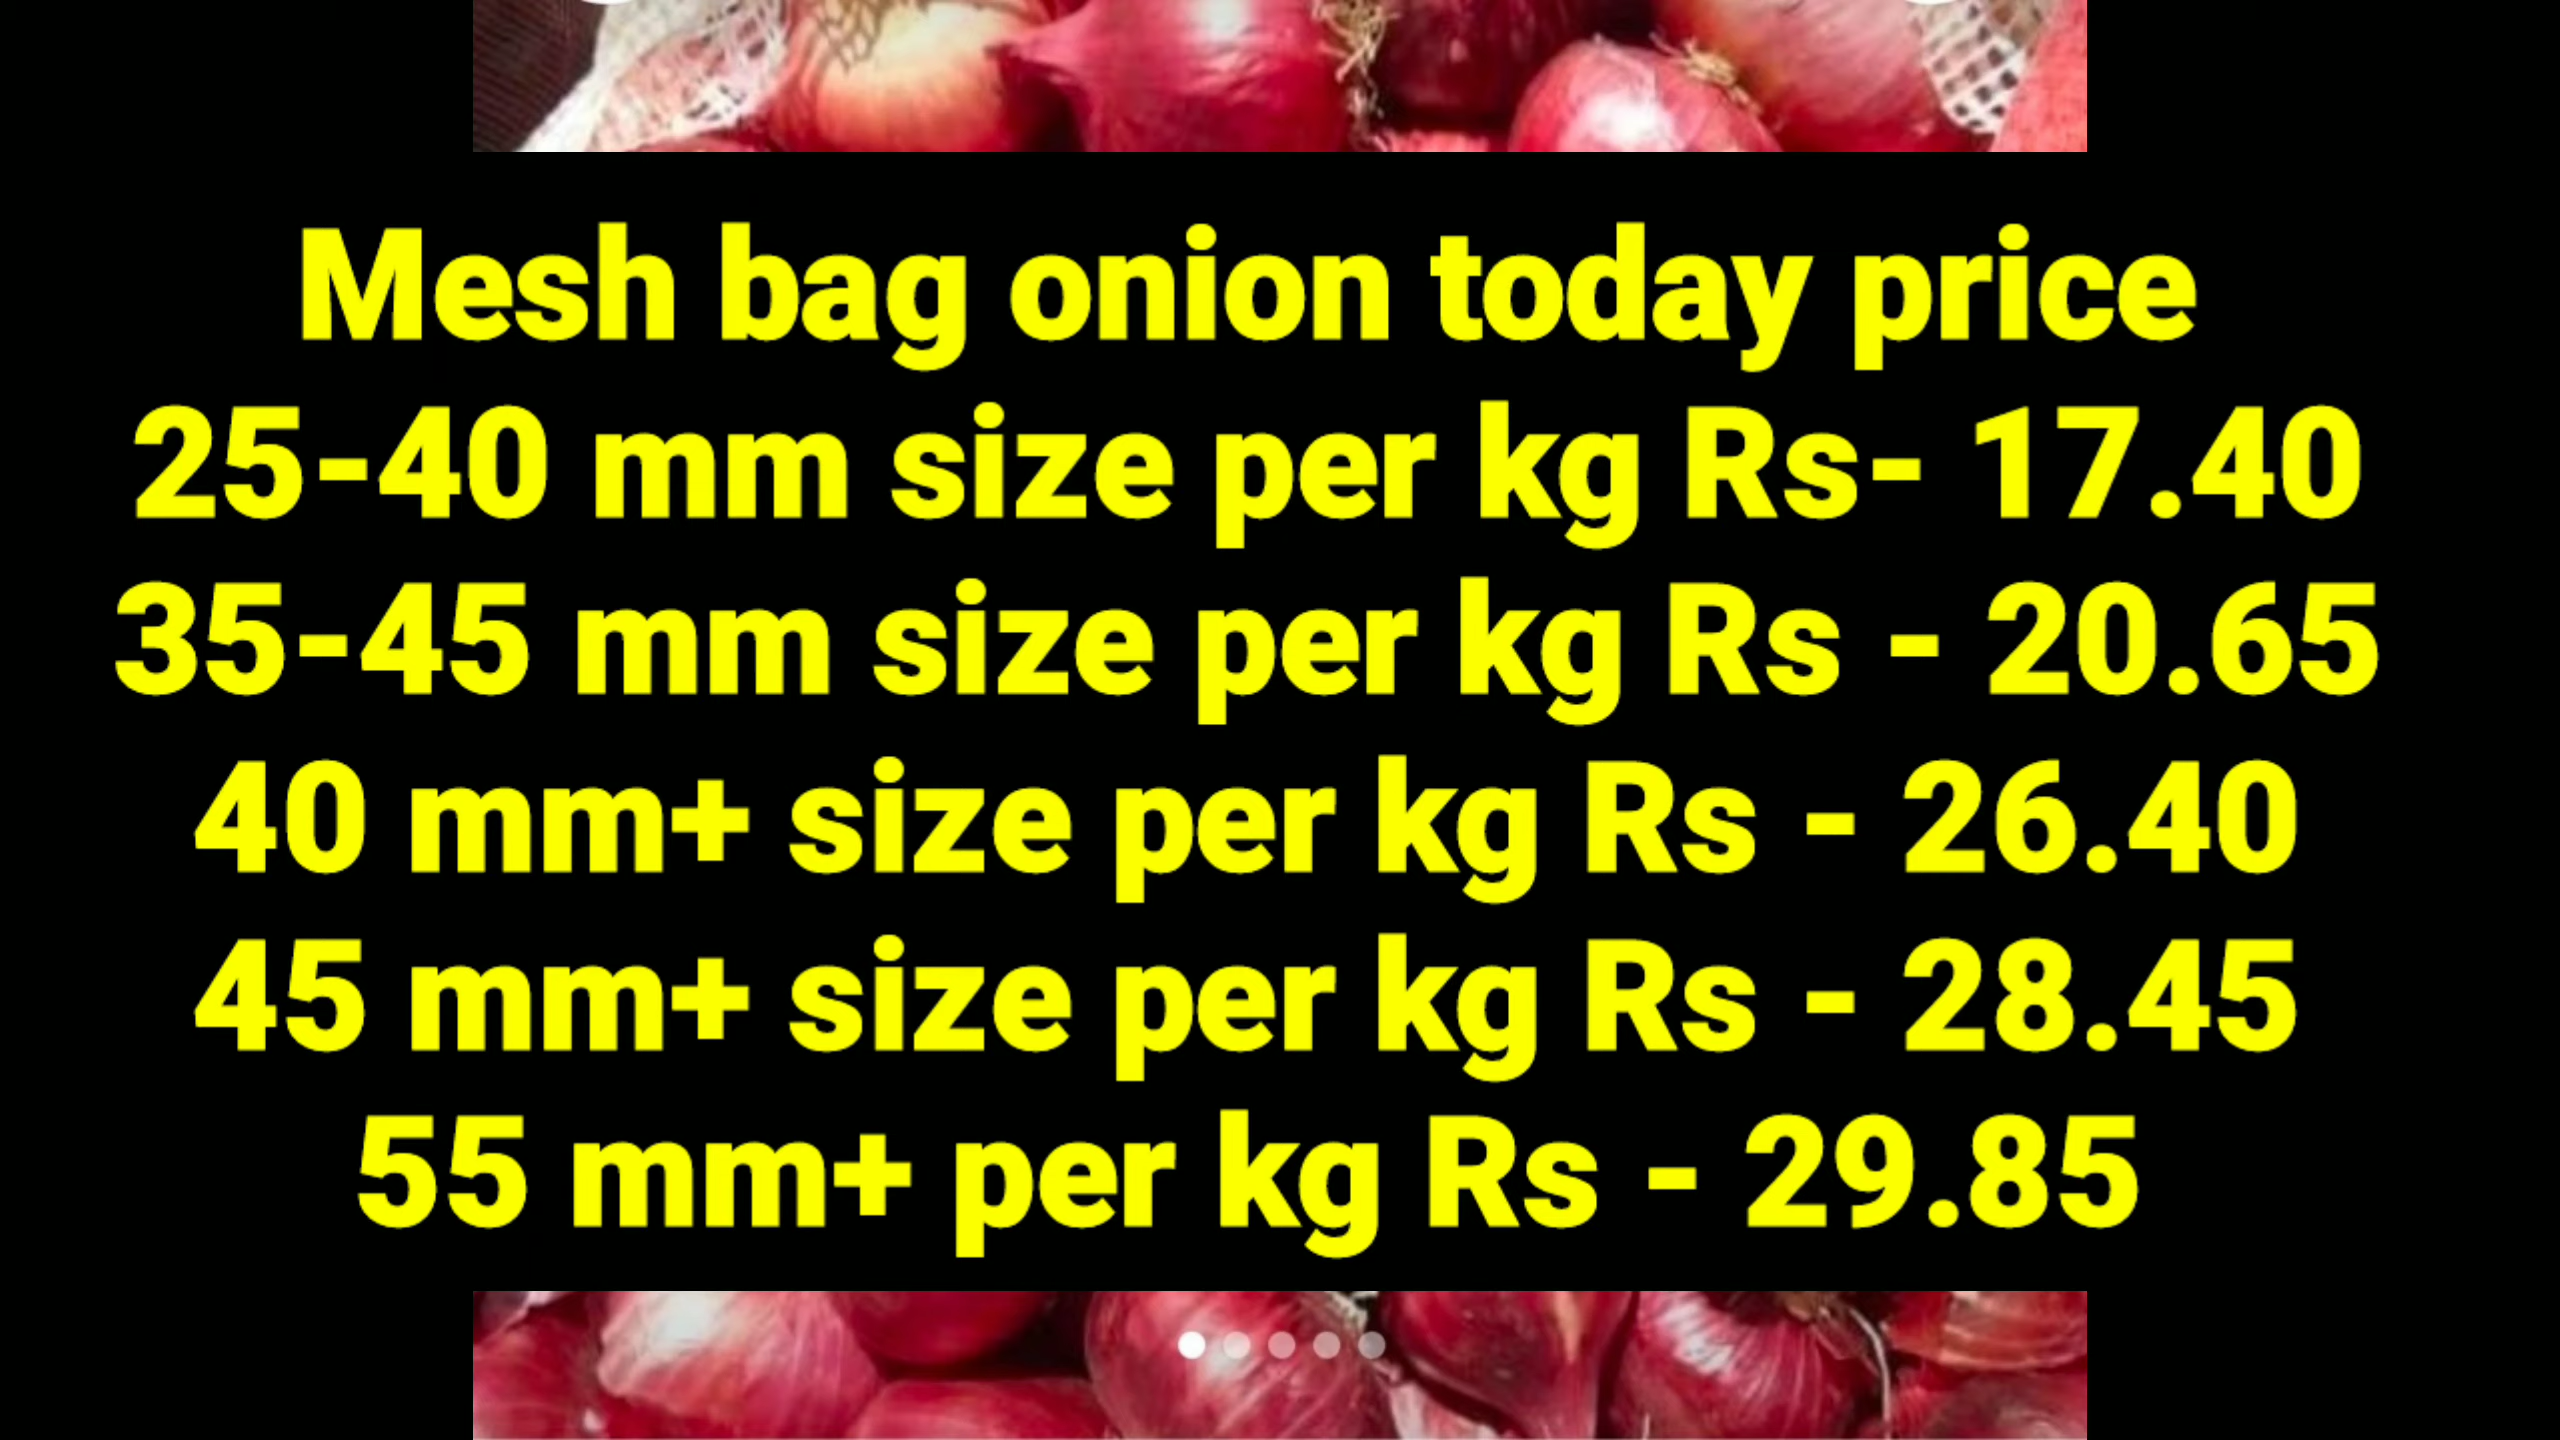 Mesh bag onion today price
25-40 mm size per kg Rs- 17.40
35-45 mm size per kg Rs - 20.65
40 mm+ size per kg Rs - 26.40
45 mm+ size per kg Rs - 28.45
55 mm+ per kg Rs - 29.85